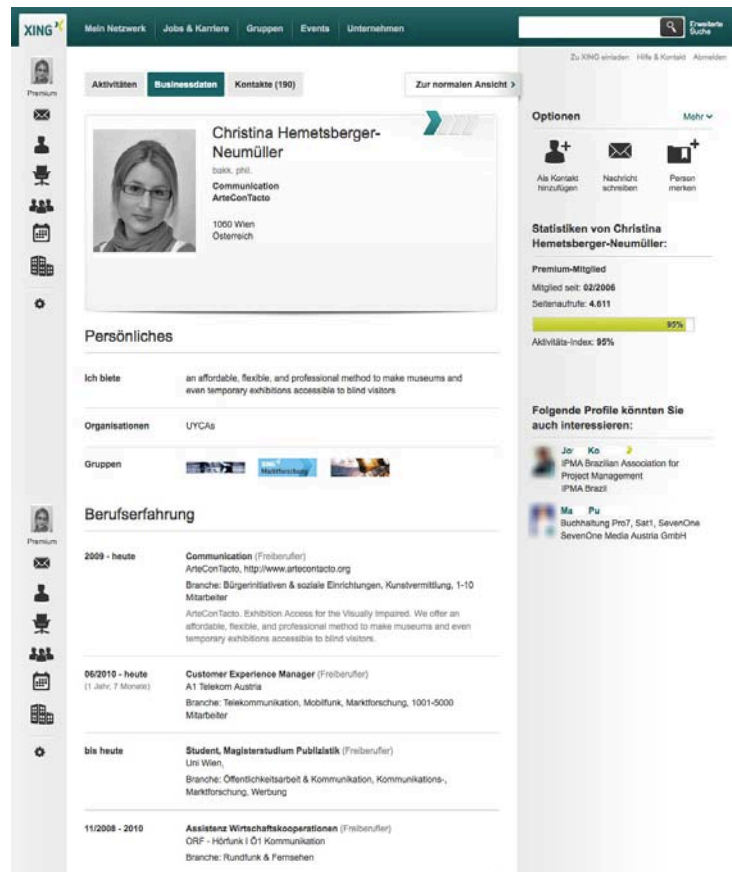 XING
Mein Netzwerk Jobs & Karriere Gruppen Events Unternehmen
Erweiterte
Suche
Zu XING einladen Hilfe & Kontakt Abmelden
Premium
Aktivitäten Businessdaten Kontakte (190) Zur normalen Ansicht >
Christina Hemetsberger-
Neumüller
bakk. phil.
Communication
ArteConTacto
1060 Wien
Österreich
Optionen Mehr
Als Kontakt
hinzufügen
Nachricht
schreiben
Person
merken
Statistiken von Christina
Hemetsberger-Neumüller:
Premium-Mitglied
Mitglied seit: 02/2006
Seitenaufrufe: 4.611
95%
Aktivitäts-Index: 95%
Folgende Profile könnten Sie
auch interessieren:
Jo Ko
IPMA Brazilian Association for
Project Management
IPMA Brazil
Ma Pu
Buchhaltung Pro7, Sat1, SevenOne
SevenOne Media Austria GmbH
Persönliches
Ich biete an affordable, flexible, and professional method to make museums and
even temporary exhibitions accessible to blind visitors
Organisationen UYCAs
Gruppen
XING
Marktforschung
Berufserfahrung
Premium
2009 - heute Communication (Freiberufler)
ArteConTacto, http://www.artecontacto.org
Branche: Bürgerinitiativen & soziale Einrichtungen, Kunstvermittlung, 1-10
Mitarbeiter
ArteConTacto. Exhibition Access for the Visually Impaired. We offer an
affordable, flexible, and professional method to make museums and even
temporary exhibitions accessible to blind visitors.
06/2010 - heute Customer Experience Manager (Freiberufler)
(1 Jahr, 7 Monate) A1 Telekom Austria
Branche: Telekommunikation, Mobilfunk, Marktforschung, 1001-5000
Mitarbeiter
bis heute Student, Magisterstudium Publizistik (Freiberufler)
Uni Wien,
Branche: Öffentlichkeitsarbeit & Kommunikation, Kommunikations-,
Marktforschung, Werbung
11/2008 - 2010 Assistenz Wirtschaftskooperationen (Freiberufler)
ORF - Hörfunk I Ö1 Kommunikation
Branche: Rundfunk & Fernsehen